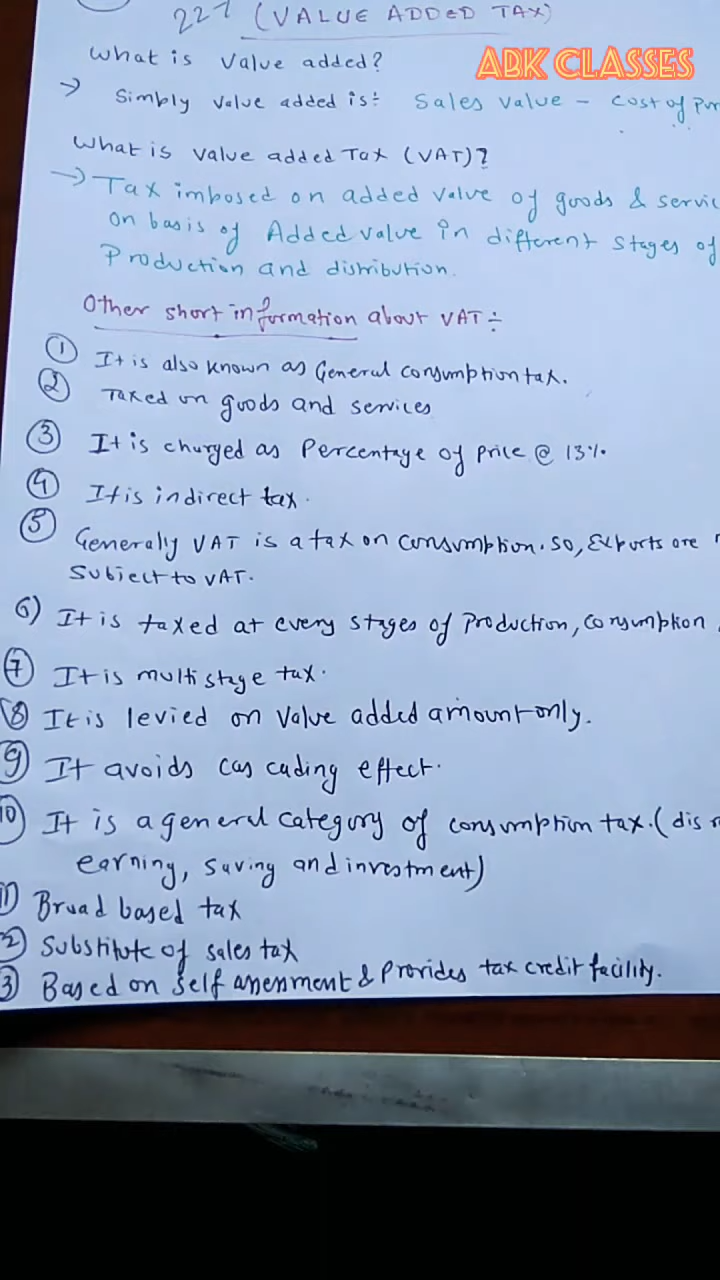 (VALUE ADDED TAX)
ABK CLASSES
What is Value added?
→ Simply value added is÷ Sales value - cost of
What is value added Tax (VAT)?
→ Tax imbosed on added value of goods &
on basis of Added value in different stages of
Production and distribution.
Other short information about VAT÷
① It is also known as General consumption tax.
② Taxed on goods and services
③ It is charged as Percentage of price @ 13%
④ It is indirect tax.
⑤ Generally VAT is a tax on consumption. so, Exports are
subject to VAT.
6) It is taxed at every stages of Production, consumption
⑦ It is multistage tax.
⑧ It is levied on value added amount only.
⑨ It avoids cascading effect.
⑩ It is a general category of consumption tax. (
earning, saving and investment)
Broad based tax
Substitute of sales tax
Based on self assessment & provides tax credit facility.